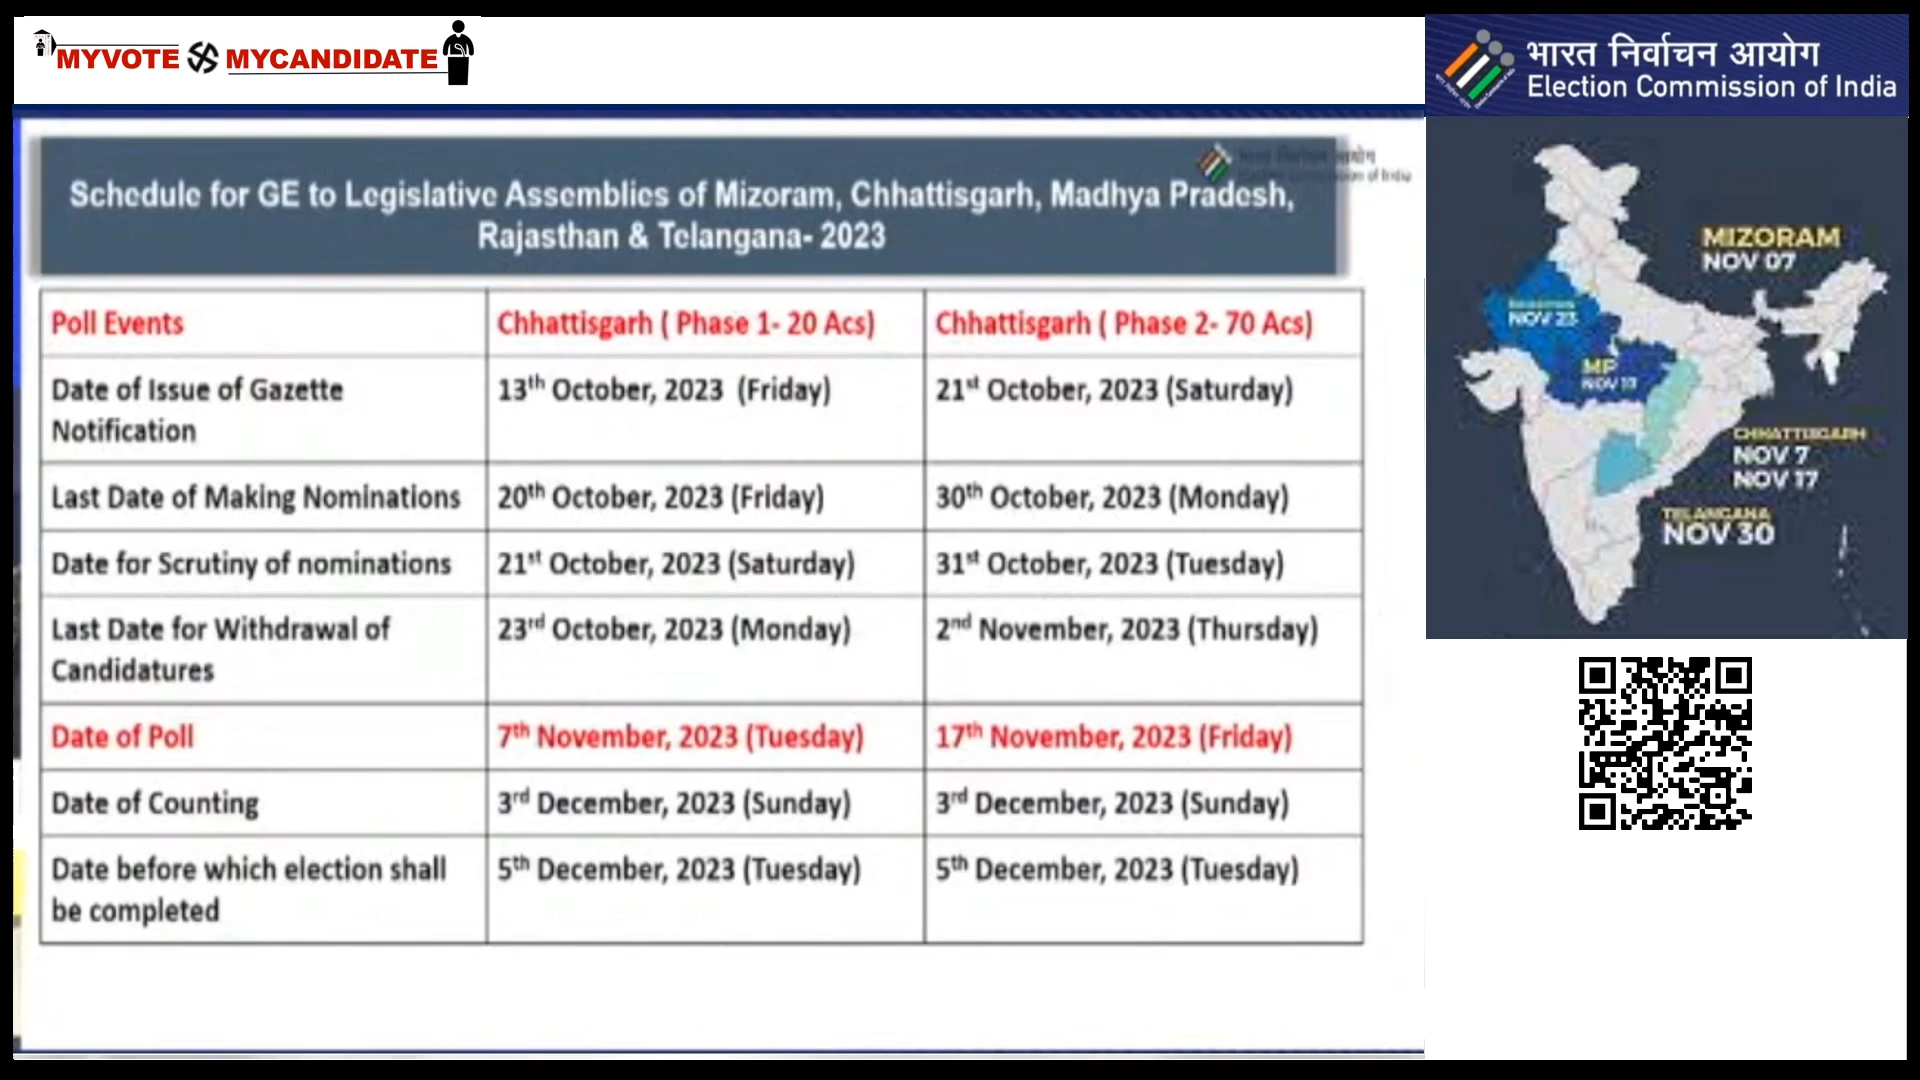 MYVOTE MYCANDIDATE
भारत निर्वाचन आयोग
Election Commission of India
Schedule for GE to Legislative Assemblies of Mizoram, Chhattisgarh, Madhya Pradesh,
Rajasthan & Telangana- 2023
Poll Events
Chhattisgarh ( Phase 1- 20 Acs)
Chhattisgarh ( Phase 2- 70 Acs)
Date of Issue of Gazette
Notification
13th October, 2023 (Friday)
21st October, 2023 (Saturday)
Last Date of Making Nominations
20th October, 2023 (Friday)
30th October, 2023 (Monday)
Date for Scrutiny of nominations
21st October, 2023 (Saturday)
31st October, 2023 (Tuesday)
Last Date for Withdrawal of
Candidatures
23rd October, 2023 (Monday)
2nd November, 2023 (Thursday)
Date of Poll
7th November, 2023 (Tuesday)
17th November, 2023 (Friday)
Date of Counting
3rd December, 2023 (Sunday)
3rd December, 2023 (Sunday)
Date before which election shall
be completed
5th December, 2023 (Tuesday)
5th December, 2023 (Tuesday)
MIZORAM
NOV 07
NOV 23
MP
CHHATTISGARH
NOV 7
NOV 17
TELANGANA
NOV 30